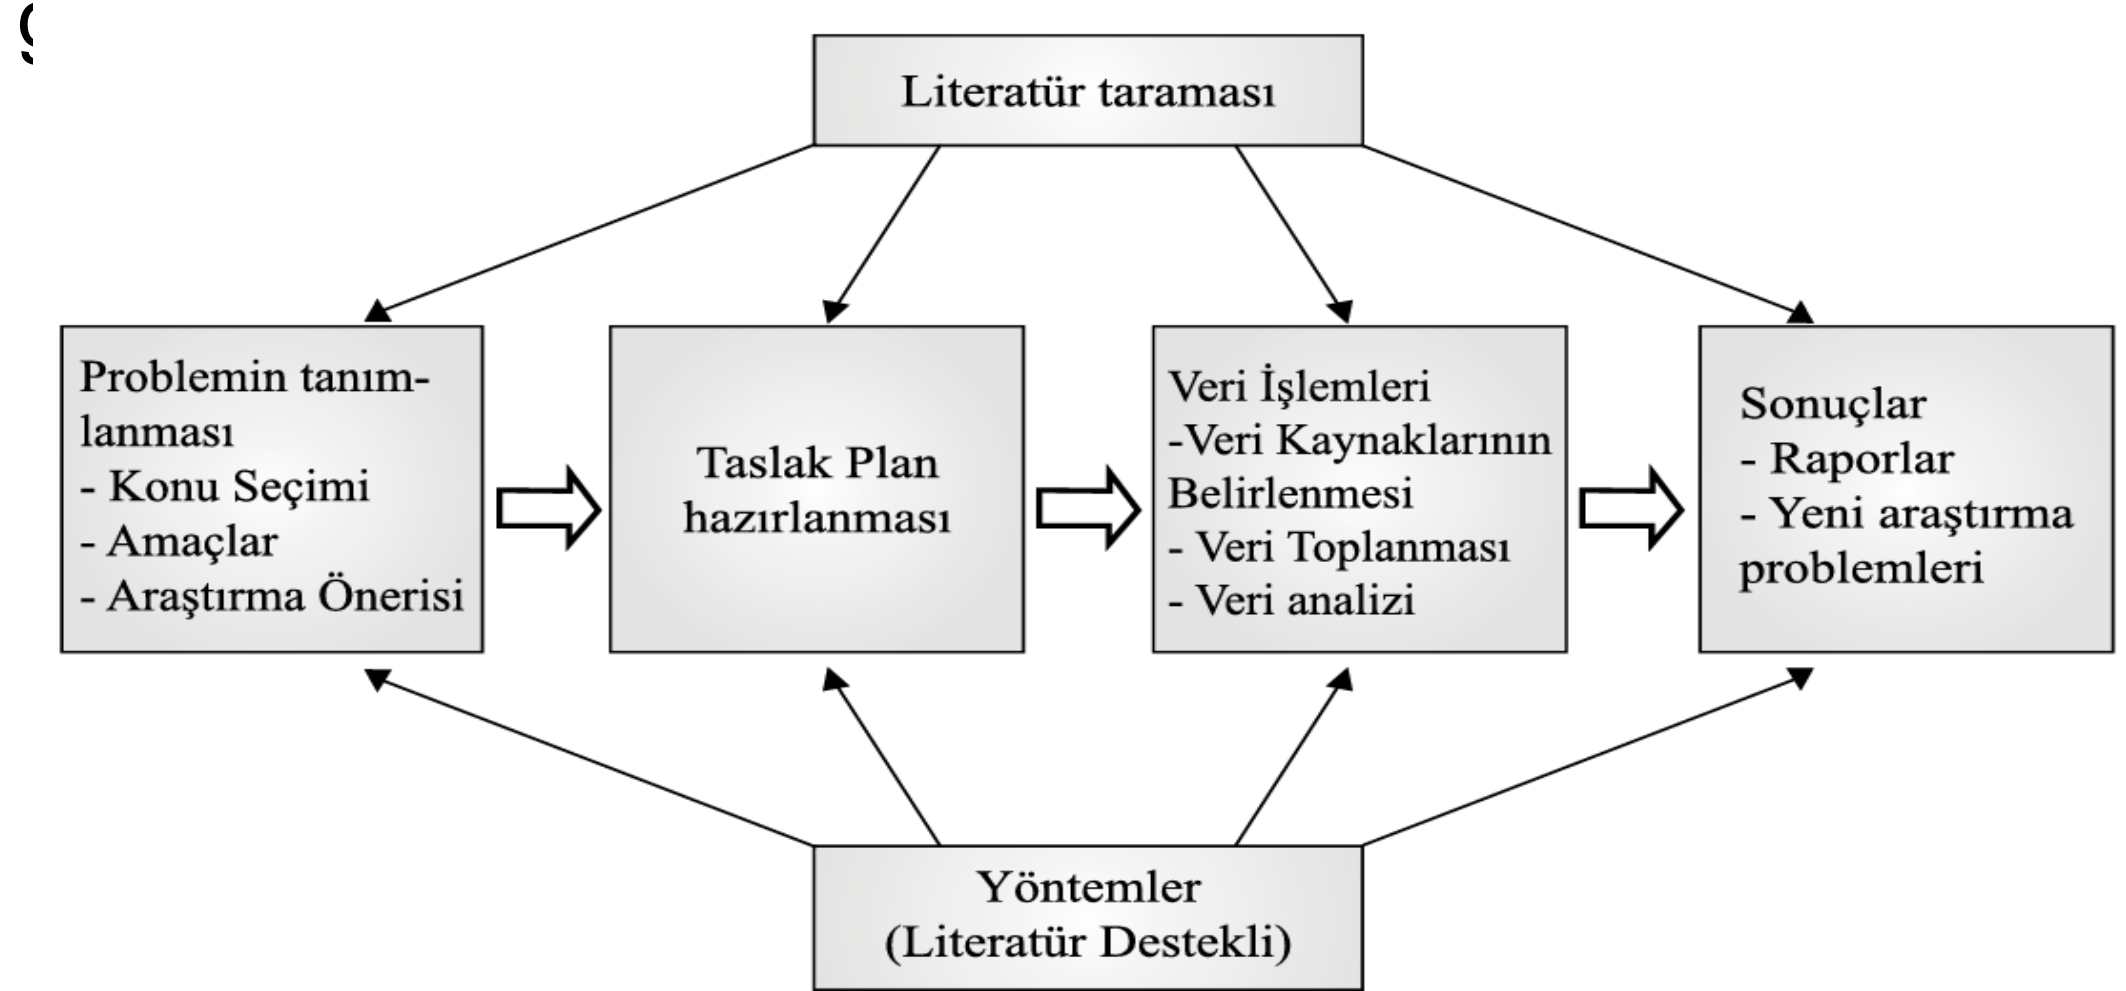 Literatür taraması
Problemin tanım-
lanması
- Konu Seçimi
- Amaçlar
- Araştırma Önerisi
Taslak Plan
hazırlanması
Veri İşlemleri
-Veri Kaynaklarının
Belirlenmesi
- Veri Toplanması
- Veri analizi
Sonuçlar
- Raporlar
- Yeni araştırma
problemleri
Yöntemler
(Literatür Destekli)